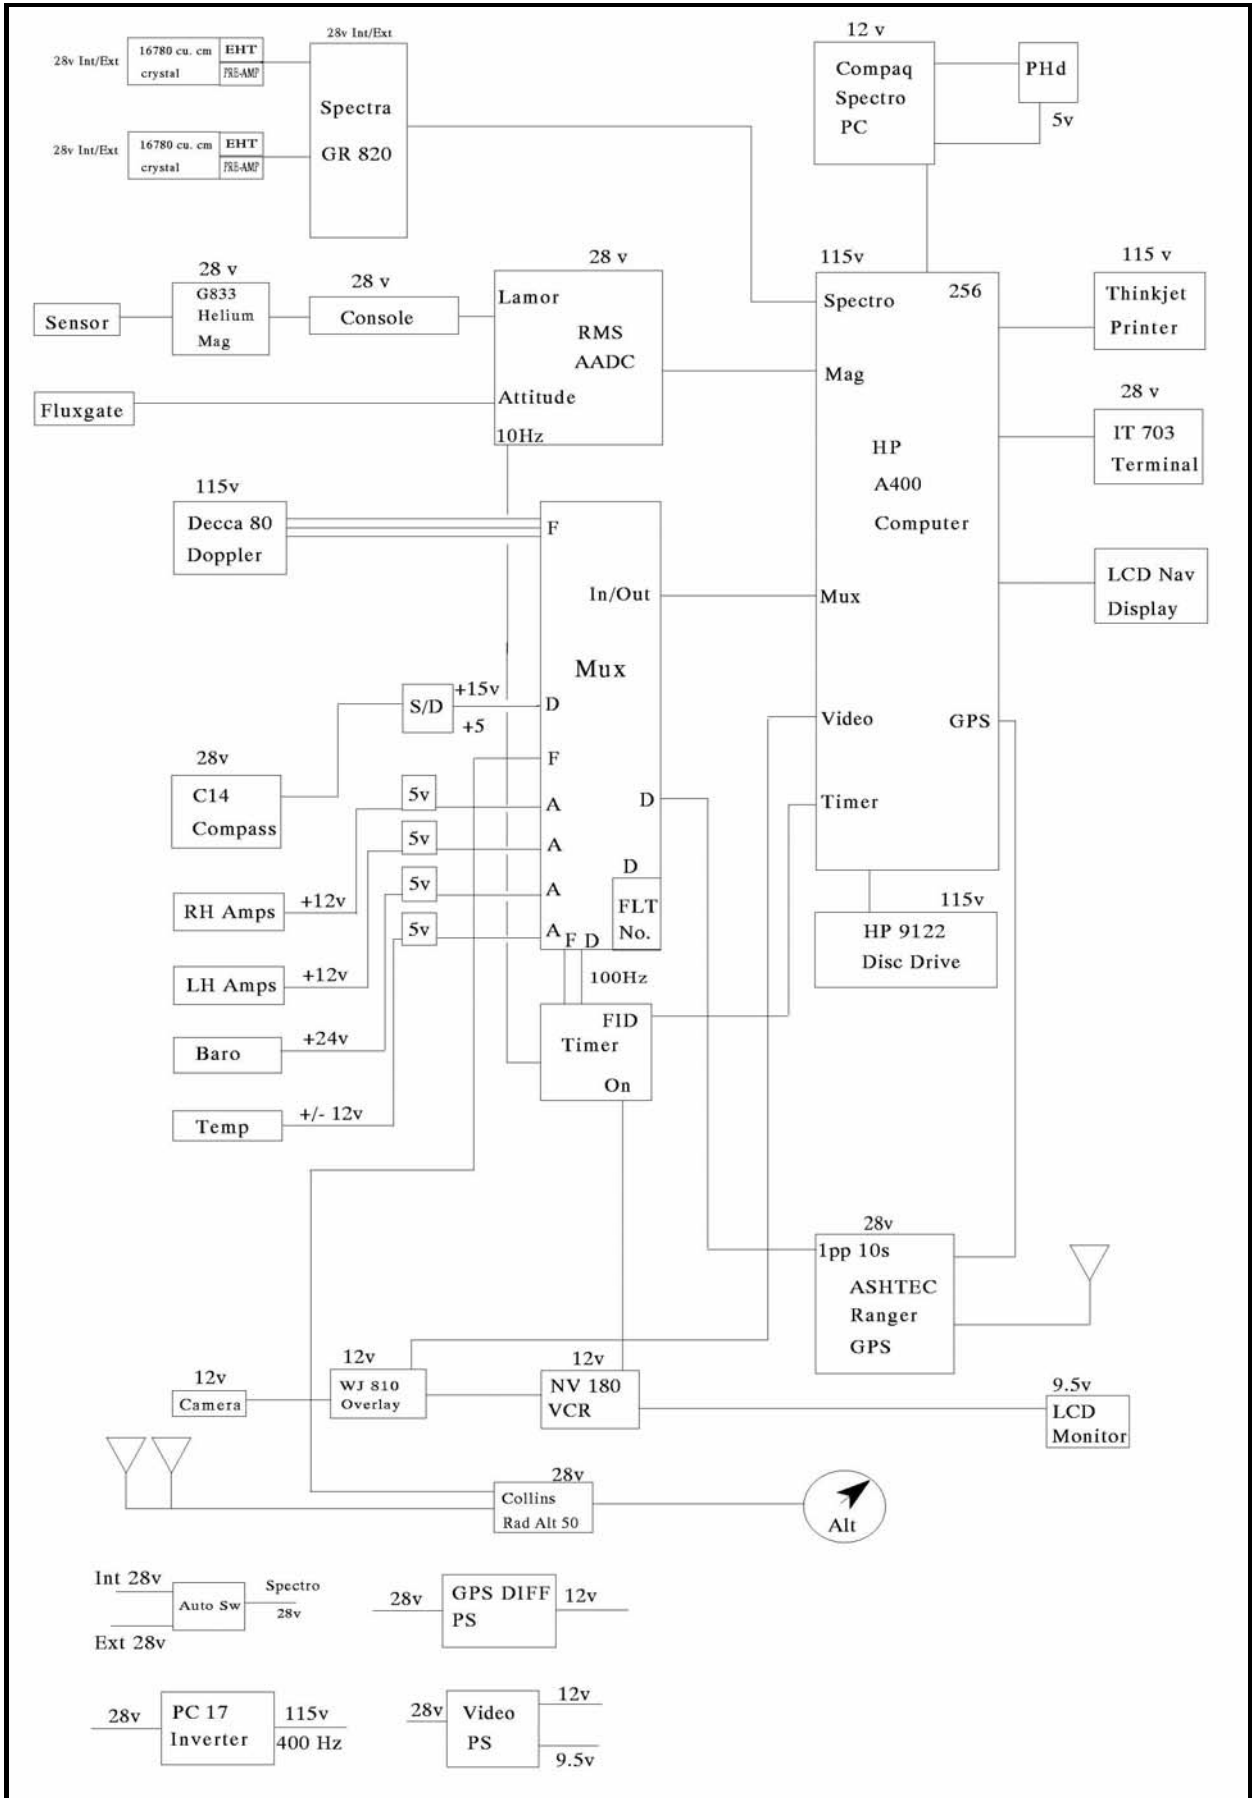 28v Int/Ext
12 v
28v Int/Ext
16780 cu. cm
crystal
EHT
PRE-AMP
Spectra
GR 820
Compaq
Spectro
PC
PHd
5v
28v Int/Ext
16780 cu. cm
crystal
EHT
PRE-AMP
28 v
28 v
28 v
115v
115 v
Sensor
G833
Helium
Mag
Console
Lamor
RMS
AADC
Attitude
10Hz
Spectro
256
Thinkjet
Printer
Mag
Fluxgate
28 v
IT 703
Terminal
HP
A400
Computer
115v
Decca 80
Doppler
F
In/Out
Mux
LCD Nav
Display
Mux
S/D
+15v
+5
D
Video
GPS
28v
C14
Compass
F
5v
A
D
Timer
5v
A
D
5v
A
FLT
No.
5v
A
F D
RH Amps
+12v
115v
HP 9122
Disc Drive
LH Amps
+12v
100Hz
FID
Timer
On
Baro
+24v
Temp
+/- 12v
28v
1pp 10s
ASHTEC
Ranger
GPS
12v
Camera
12v
WJ 810
Overlay
12v
NV 180
VCR
9.5v
LCD
Monitor
28v
Collins
Rad Alt 50
Alt
Int 28v
Ext 28v
Auto Sw
Spectro
28v
28v
GPS DIFF
PS
12v
28v
PC 17
Inverter
115v
400 Hz
28v
Video
PS
12v
9.5v